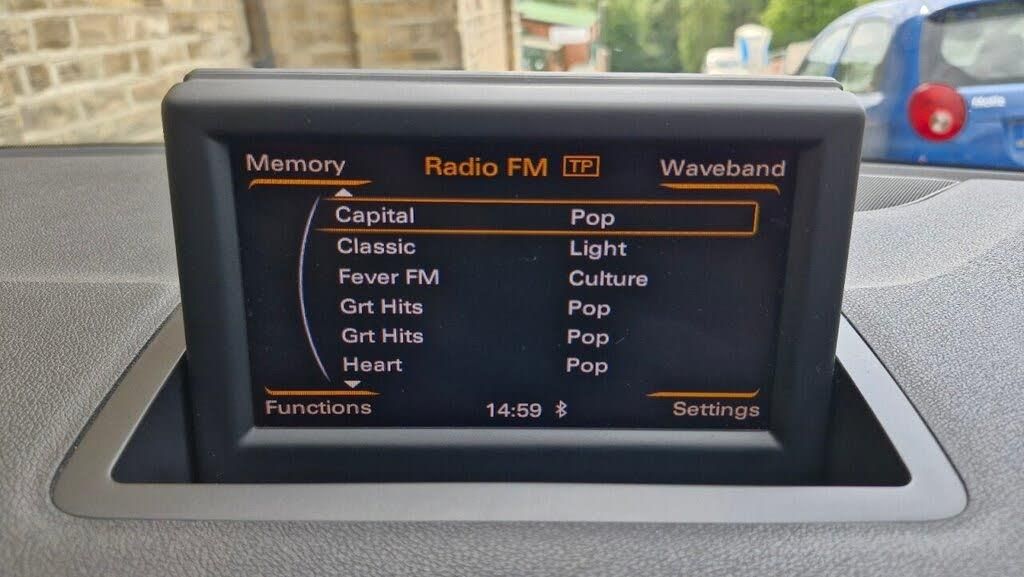 Memory Radio FM TP Waveband
Capital Pop
Classic Light
Fever FM Culture
Grt Hits Pop
Grt Hits Pop
Heart Pop
Functions 14:59 Settings